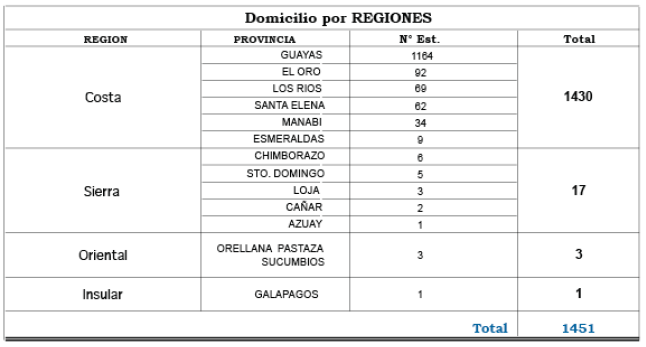 Domicilio por REGIONES
REGION PROVINCIA N° Est. Total
Costa GUAYAS 1164 1430
EL ORO 92
LOS RIOS 69
SANTA ELENA 62
MANABI 34
ESMERALDAS 9
Sierra CHIMBORAZO 6 17
STO. DOMINGO 5
LOJA 3
CAÑAR 2
AZUAY 1
Oriental ORELLANA PASTAZA 3 3
SUCUMBIOS
Insular GALAPAGOS 1 1
Total 1451